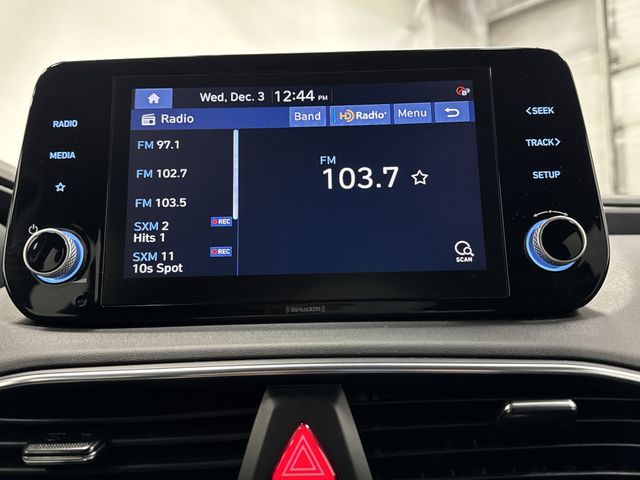 Wed, Dec. 3 12:44 PM
Radio Band HD Radio Menu
RADIO
MEDIA
FM 97.1
FM 102.7
FM 103.5
SXM 2 REC
Hits 1
SXM 11 REC
10s Spot
FM
103.7
SCAN
<SEEK
TRACK>
SETUP
SiriusXM